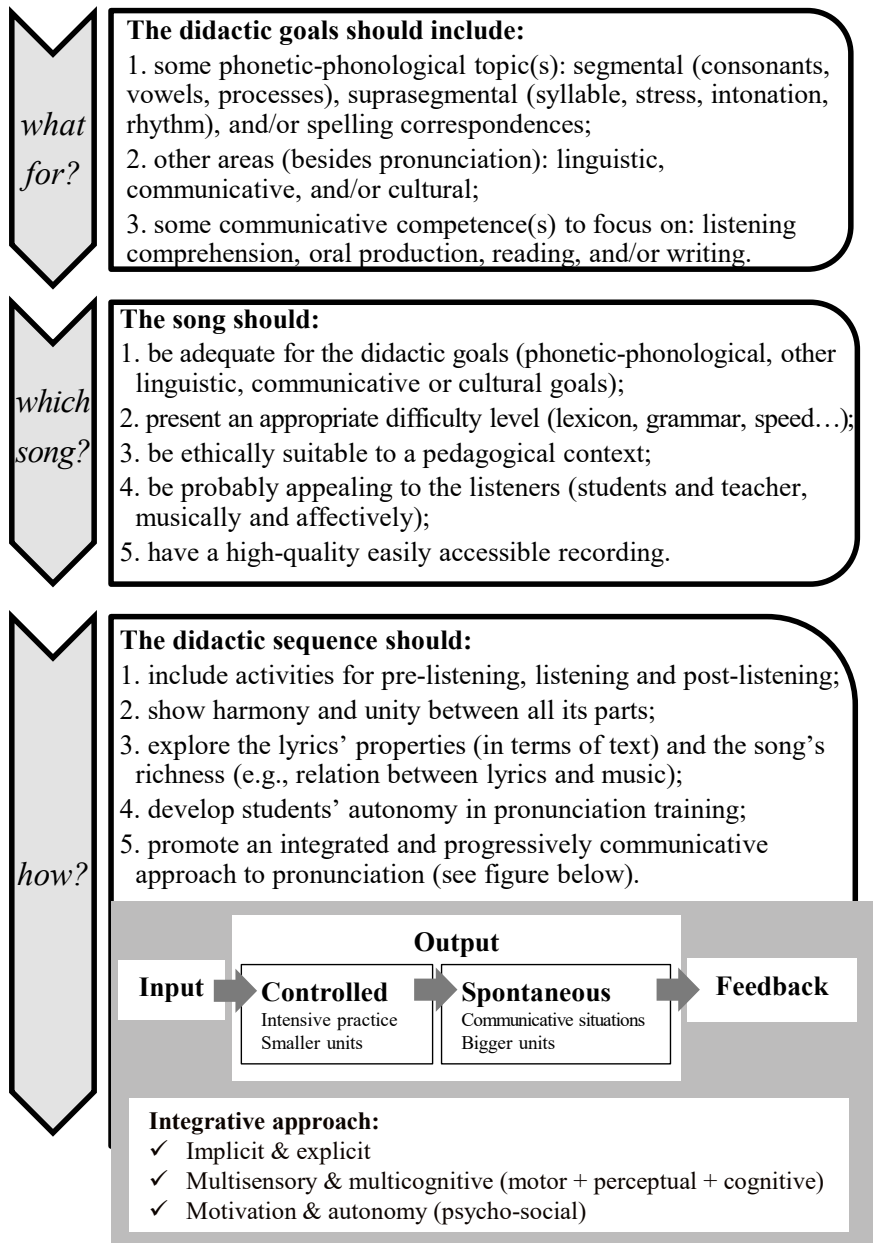 what
for?
The didactic goals should include:
1. some phonetic-phonological topic(s): segmental (consonants,
vowels, processes), suprasegmental (syllable, stress, intonation,
rhythm), and/or spelling correspondences;
2. other areas (besides pronunciation): linguistic,
communicative, and/or cultural;
3. some communicative competence(s) to focus on: listening
comprehension, oral production, reading, and/or writing.
which
song?
The song should:
1. be adequate for the didactic goals (phonetic-phonological, other
linguistic, communicative or cultural goals);
2. present an appropriate difficulty level (lexicon, grammar, speed…);
3. be ethically suitable to a pedagogical context;
4. be probably appealing to the listeners (students and teacher,
musically and affectively);
5. have a high-quality easily accessible recording.
how?
The didactic sequence should:
1. include activities for pre-listening, listening and post-listening;
2. show harmony and unity between all its parts;
3. explore the lyrics’ properties (in terms of text) and the song’s
richness (e.g., relation between lyrics and music);
4. develop students’ autonomy in pronunciation training;
5. promote an integrated and progressively communicative
approach to pronunciation (see figure below).
Output
Input
Controlled
Intensive practice
Smaller units
Spontaneous
Communicative situations
Bigger units
Feedback
Integrative approach:
✓ Implicit & explicit
✓ Multisensory & multicognitive (motor + perceptual + cognitive)
✓ Motivation & autonomy (psycho-social)